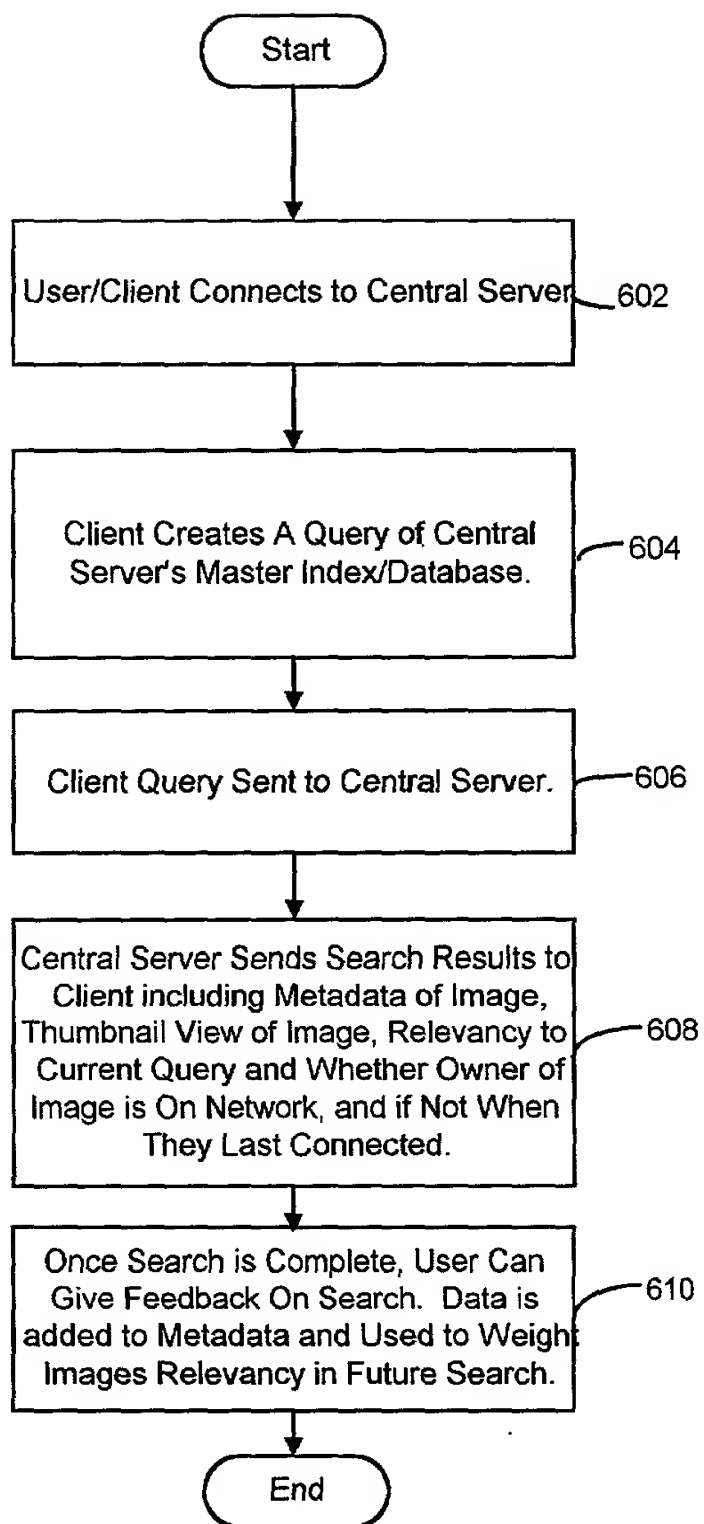 Start
User/Client Connects to Central Server
602
Client Creates A Query of Central
Server's Master Index/Database.
604
Client Query Sent to Central Server.
606
Central Server Sends Search Results to
Client including Metadata of Image,
Thumbnail View of Image, Relevancy to
Current Query and Whether Owner of
Image is On Network, and if Not When
They Last Connected.
608
Once Search is Complete, User Can
Give Feedback On Search. Data is
added to Metadata and Used to Weight
Images Relevancy in Future Search.
610
End